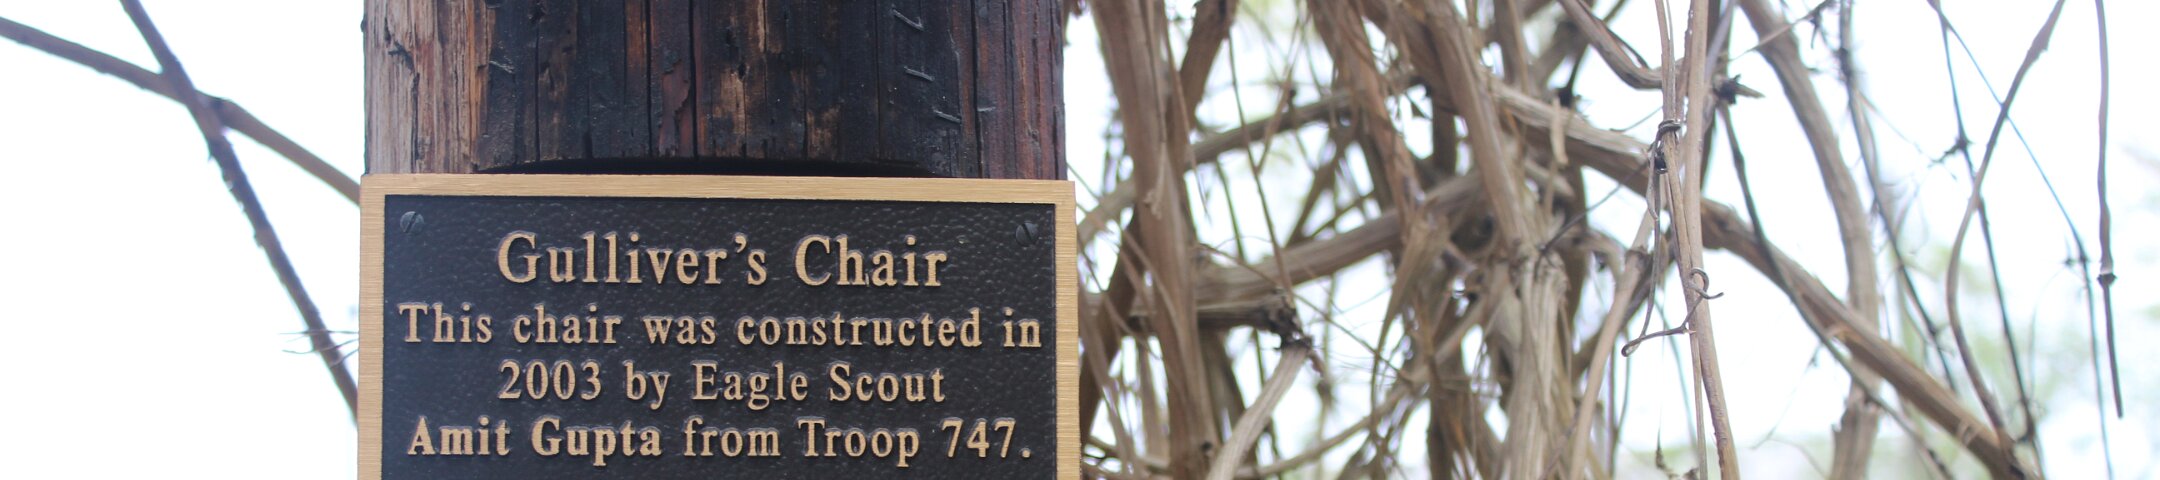 Gulliver's Chair
This chair was constructed in
2003 by Eagle Scout
Amit Gupta from Troop 747.